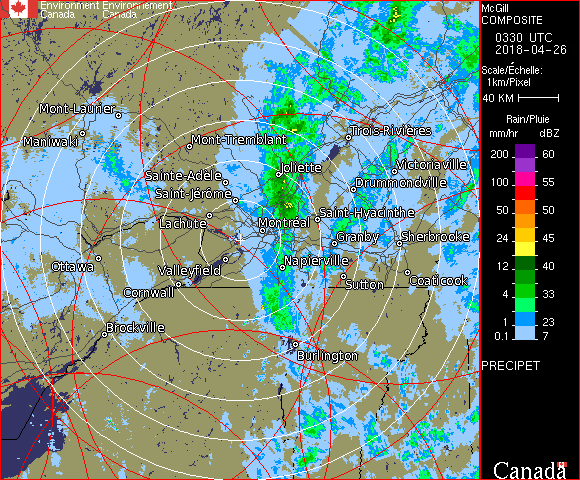 Environment Environnement
Canada Canada
McGill
COMPOSITE
0330 UTC
2018-04-26
Scale/Échelle:
1km/Pixel
40 KM
Rain/Pluie
mm/hr dBZ
200 60
150 57
100 55
50 50
24 45
12 40
4 33
1 23
0.1 7
PRECIPET
Canada
Mont-Laurier
Maniwaki
Mont-Tremblant
Trois-Rivières
Sainte-Adèle
Joliette
Victoriaville
Drummondville
Saint-Jérôme
Lachute
Montréal
Saint-Hyacinthe
Granby
Sherbrooke
Ottawa
Valleyfield
Napierville
Cornwall
Sutton
Coaticook
Brockville
Burlington